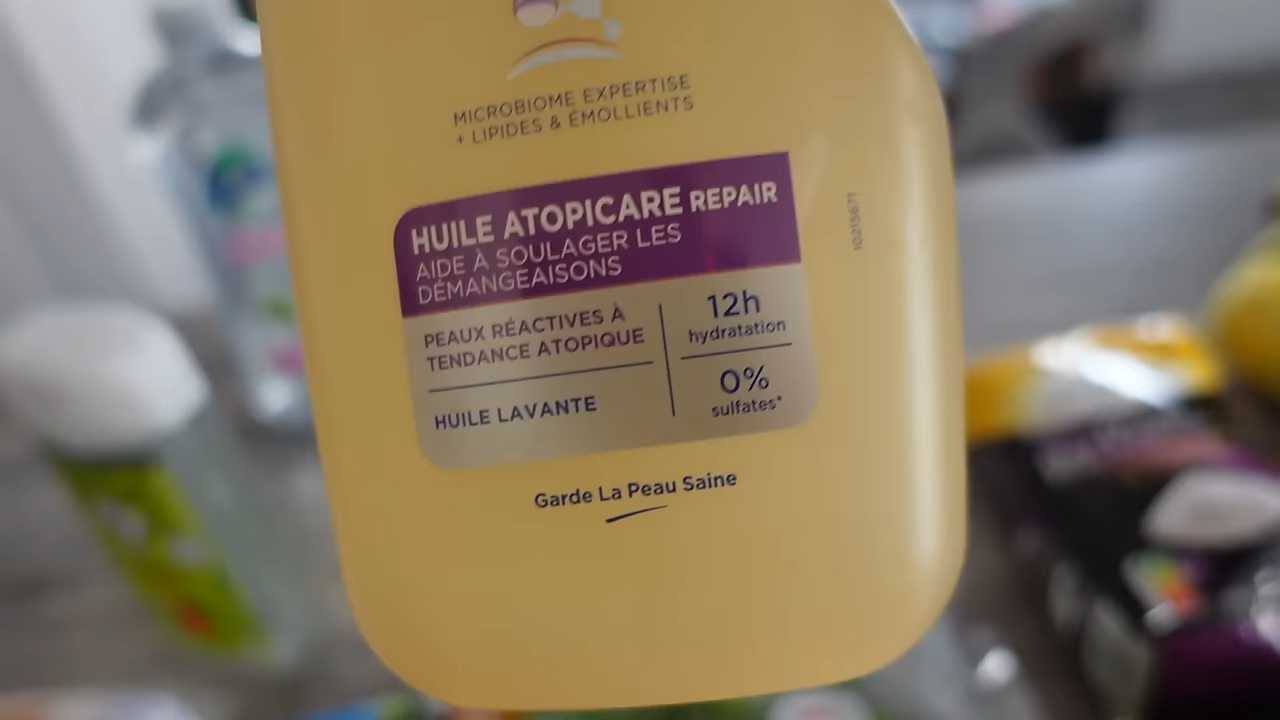 MICROBIOME EXPERTISE
+ LIPIDES & ÉMOLLIENTS
HUILE ATOPICARE REPAIR
AIDE À SOULAGER LES
DÉMANGEAISONS
PEAUX RÉACTIVES À
TENDANCE ATOPIQUE
HUILE LAVANTE
12h
hydratation
0%
sulfates*
Garde La Peau Saine
10215671